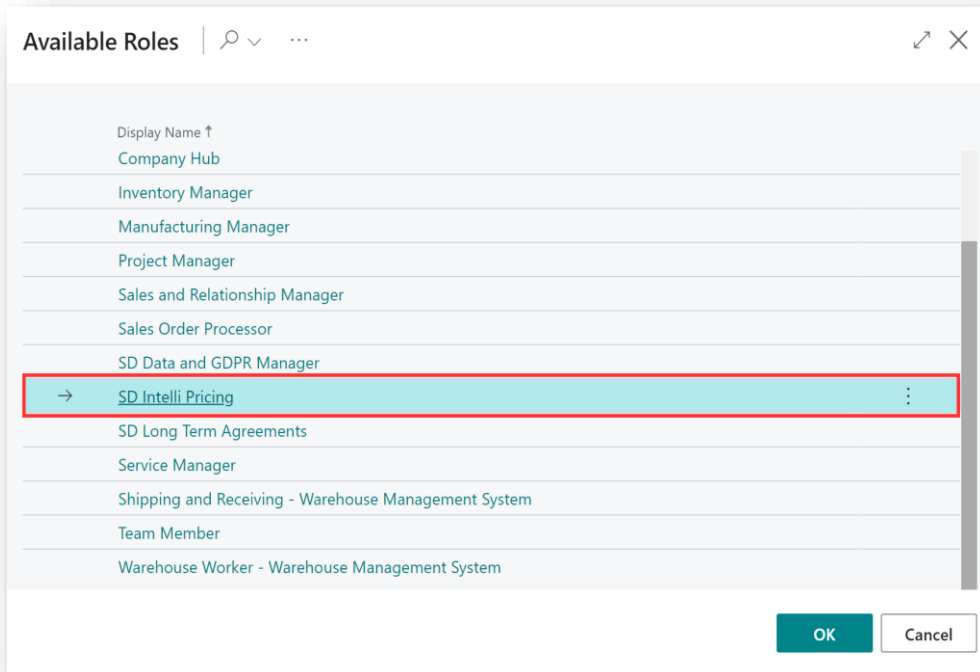 Available Roles
Display Name ↑
Company Hub
Inventory Manager
Manufacturing Manager
Project Manager
Sales and Relationship Manager
Sales Order Processor
SD Data and GDPR Manager
SD Intelli Pricing
SD Long Term Agreements
Service Manager
Shipping and Receiving - Warehouse Management System
Team Member
Warehouse Worker - Warehouse Management System
OK Cancel